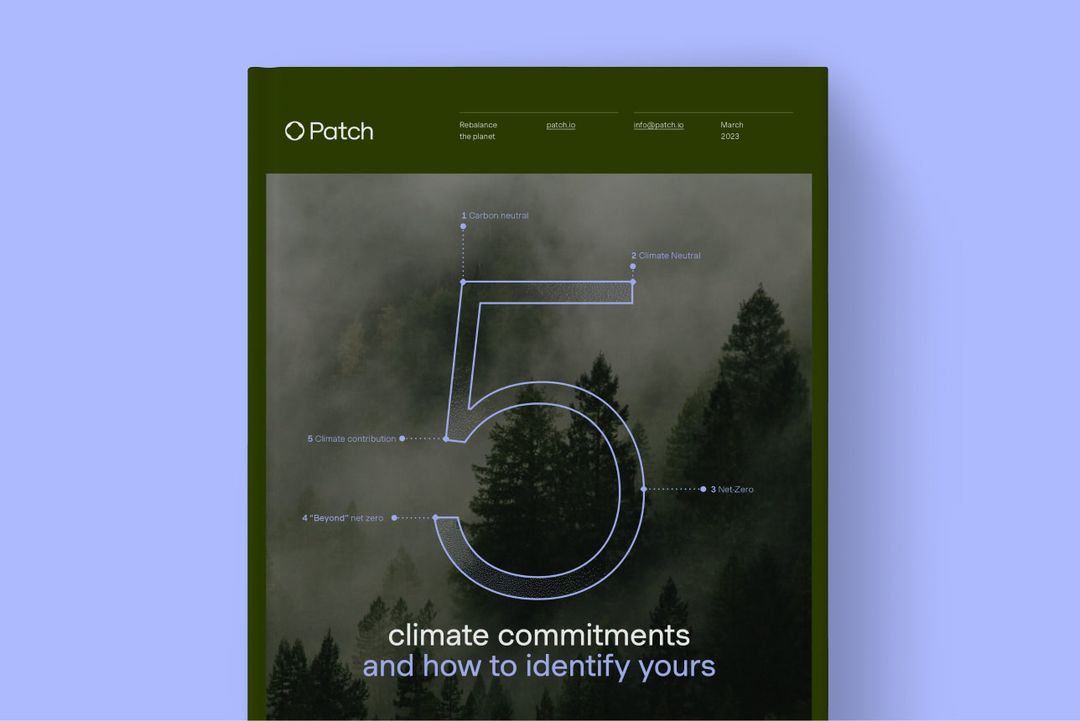 Patch
Rebalance
the planet
patch.io
info@patch.io
March
2023
1 Carbon neutral
2 Climate Neutral
5 Climate contribution
3 Net-Zero
4 "Beyond" net zero
5
climate commitments
and how to identify yours